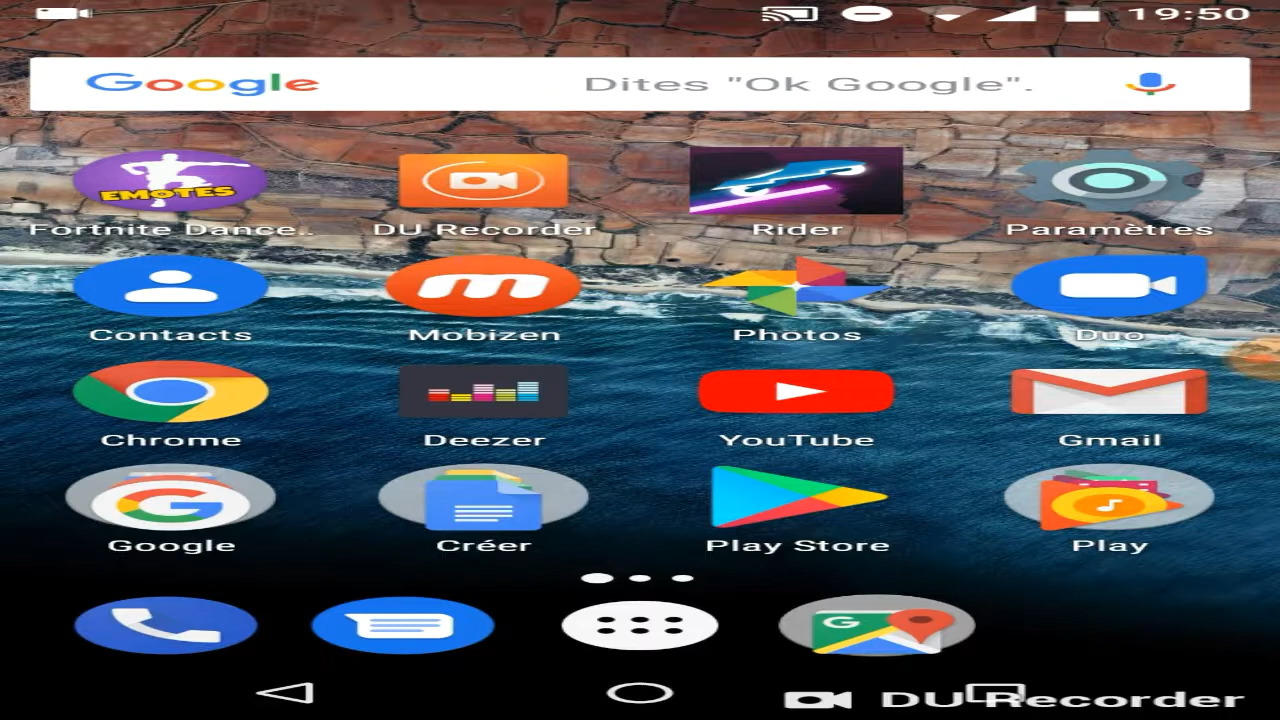 19:50
Google Dites "Ok Google".
EMOTES
Fortnite Dance.. DU Recorder Rider Paramètres
Contacts Mobizen Photos Duo
Chrome Deezer YouTube Gmail
G
Google Créer Play Store Play
G
DU Recorder